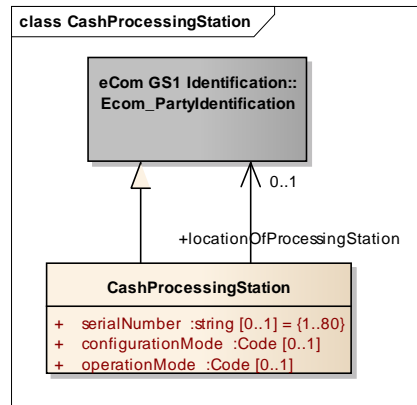 class CashProcessingStation
eCom GS1 Identification::
Ecom_PartyIdentification
0..1
+locationOfProcessingStation
CashProcessingStation
+ serialNumber :string [0..1] = {1..80}
+ configurationMode :Code [0..1]
+ operationMode :Code [0..1]